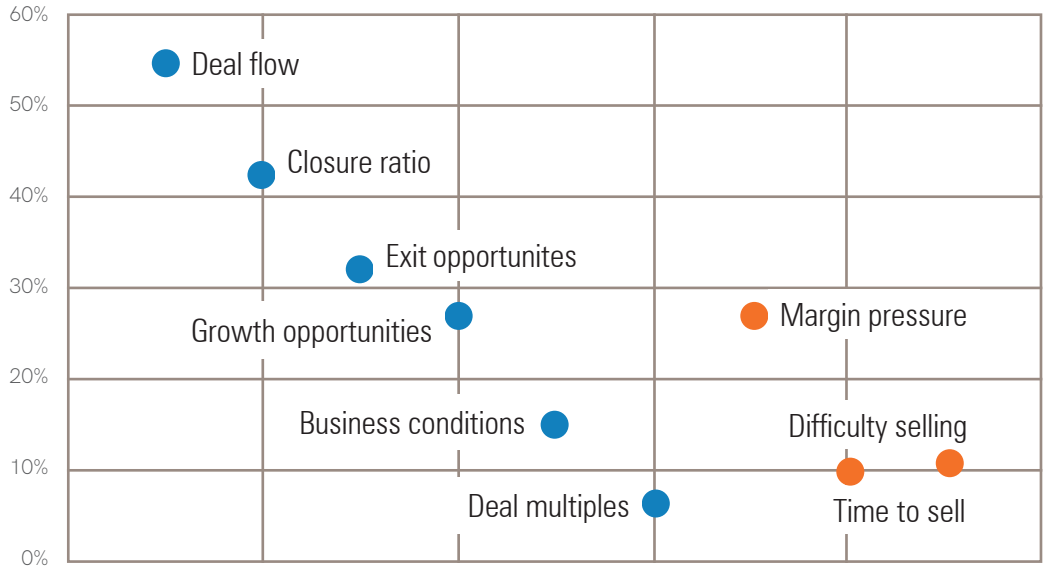 60%
Deal flow
50%
Closure ratio
40%
Exit opportunites
30%
Margin pressure
Growth opportunities
20%
Business conditions
Difficulty selling
10%
Deal multiples
Time to sell
0%